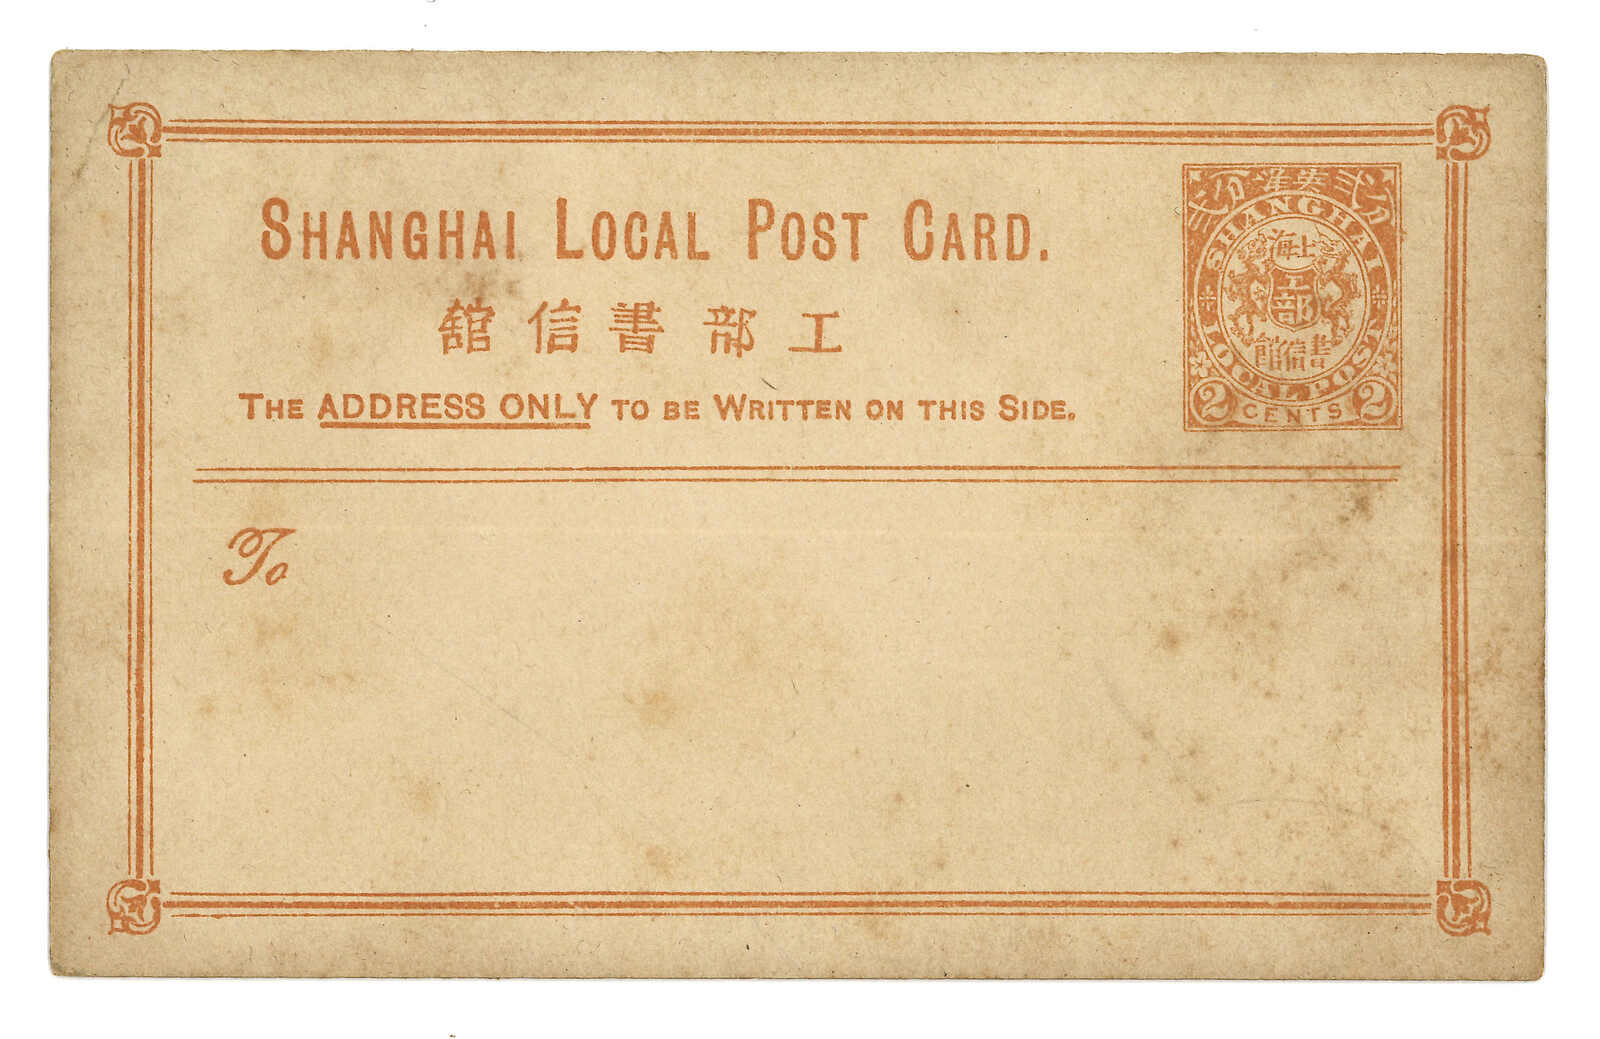 SHANGHAI LOCAL POST CARD.
工部書信舘
THE ADDRESS ONLY TO BE WRITTEN ON THIS SIDE.
SHANGHAI
上海
工部
書信館
LOCAL POST
2 CENTS 2
To